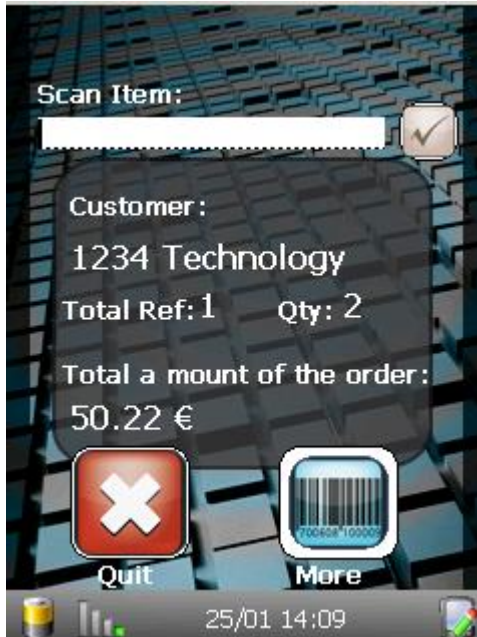 Scan Item:
Customer:
1234 Technology
Total Ref: 1 Qty: 2
Total a mount of the order:
50.22 €
Quit More
25/01 14:09